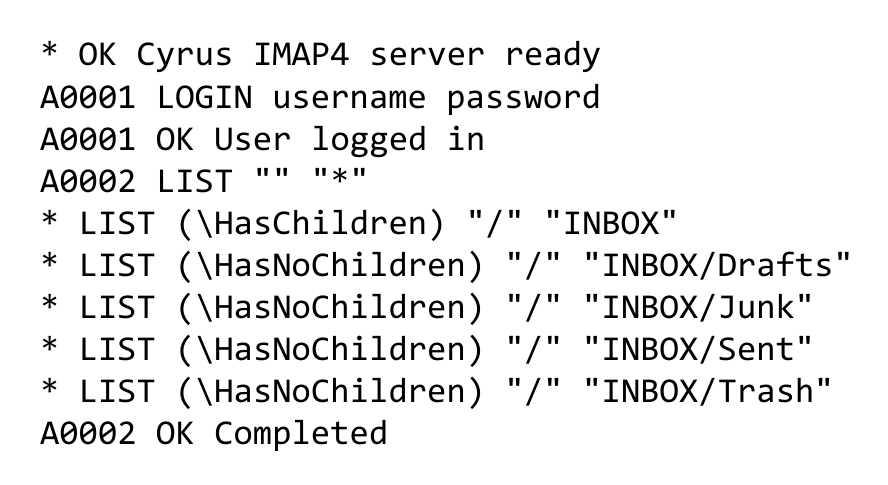 * OK Cyrus IMAP4 server ready
A0001 LOGIN username password
A0001 OK User logged in
A0002 LIST "" "*"
* LIST (\HasChildren) "/" "INBOX"
* LIST (\HasNoChildren) "/" "INBOX/Drafts"
* LIST (\HasNoChildren) "/" "INBOX/Junk"
* LIST (\HasNoChildren) "/" "INBOX/Sent"
* LIST (\HasNoChildren) "/" "INBOX/Trash"
A0002 OK Completed